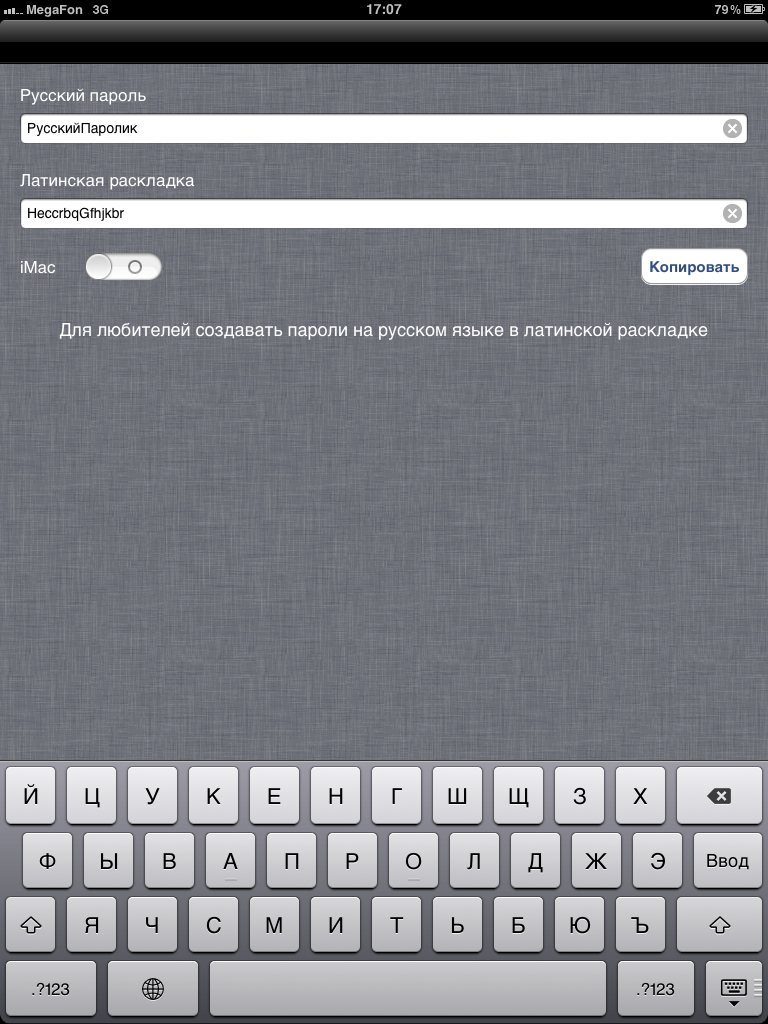 MegaFon 3G 17:07 79%
Русский пароль
РусскийПаролик
Латинская раскладка
HeccrbqGfhjkbr
iMac Копировать
Для любителей создавать пароли на русском языке в латинской раскладке
Й Ц У К Е Н Г Ш Щ З Х
Ф Ы В А П Р О Л Д Ж Э Ввод
Я Ч С М И Т Ь Б Ю Ъ
.?123 .?123